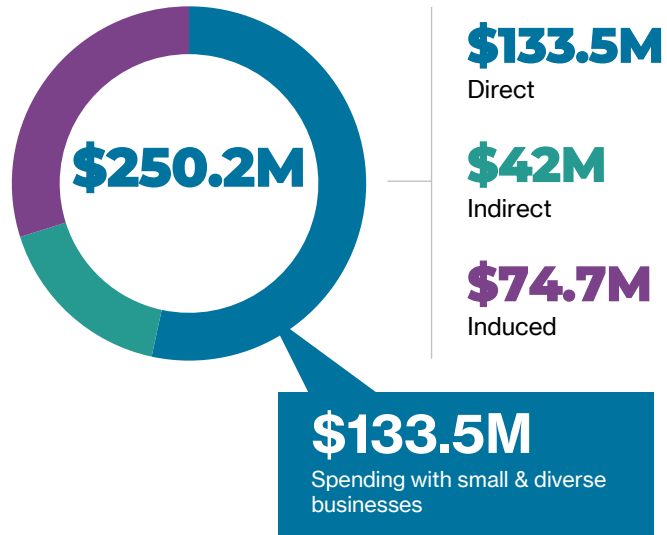 $250.2M
$133.5M
Direct
$42M
Indirect
$74.7M
Induced
$133.5M
Spending with small & diverse
businesses